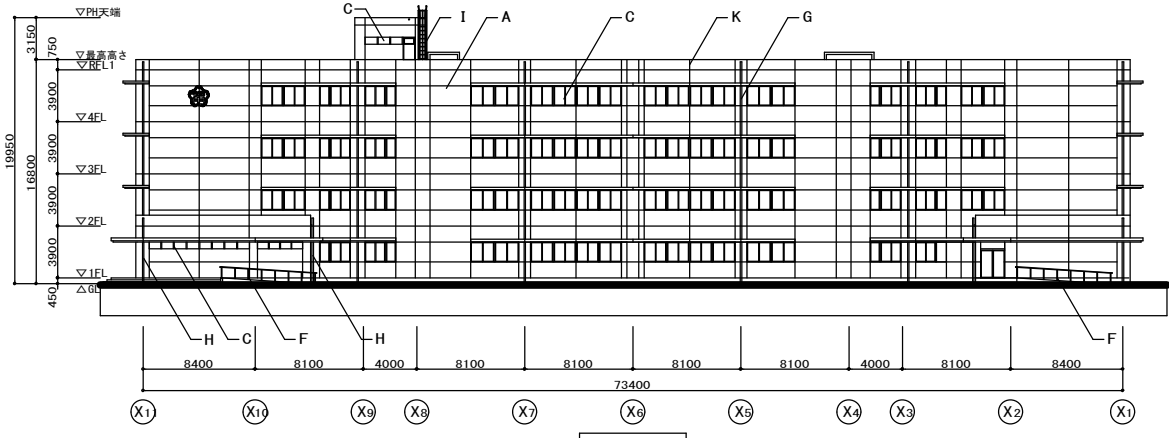 ▽PH天端
C
I
A
C
K
G
3150
750
▽最高高さ
▽RFL1
3900
▽4FL
3900
19950
16800
▽3FL
3900
▽2FL
3900
▽1FL
450
△GL
H
C
F
H
F
8400
8100
4000
8100
8100
8100
8100
4000
8100
8400
73400
X11
X10
X9
X8
X7
X6
X5
X4
X3
X2
X1